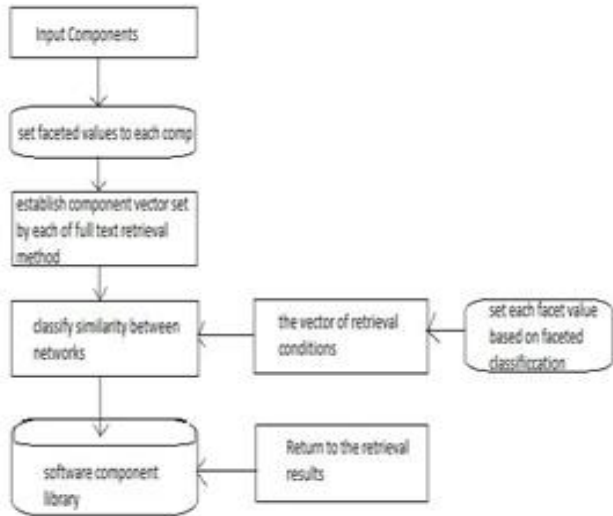 Input Components
set faceted values to each comp
establish component vector set
by each of full text retrieval
method
classify similarity between
networks
the vector of retrieval
conditions
set each facet value
based on faceted
classificcation
software component
library
Return to the retrieval
results